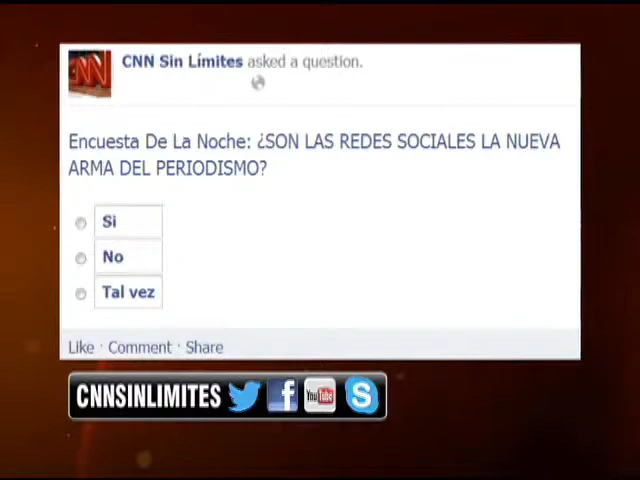 CNN
CNN Sin Límites asked a question.
Encuesta De La Noche: ¿SON LAS REDES SOCIALES LA NUEVA
ARMA DEL PERIODISMO?
Si
No
Tal vez
Like · Comment · Share
CNNSINLIMITES f You Tube S